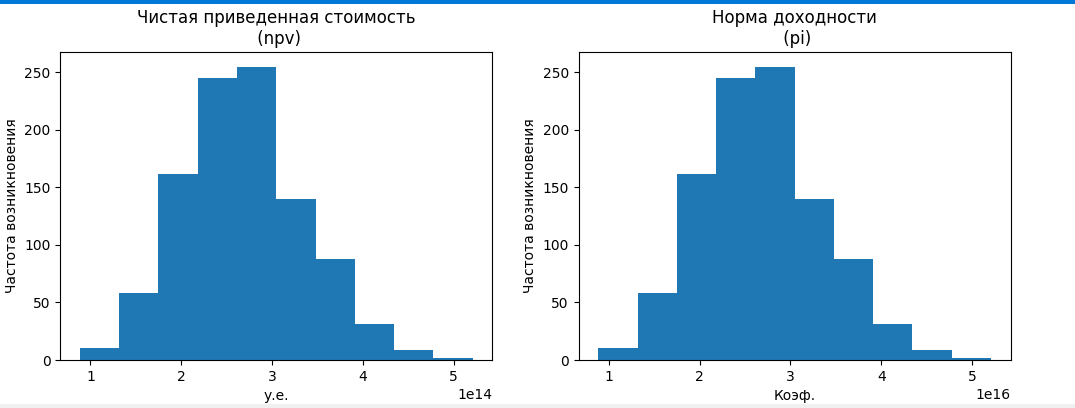 Чистая приведенная стоимость
(npv)
Частота возникновения
250
200
150
100
50
0
1
2
3
4
5
1e14
у.е.
Норма доходности
(pi)
Частота возникновения
250
200
150
100
50
0
1
2
3
4
5
1e16
Коэф.